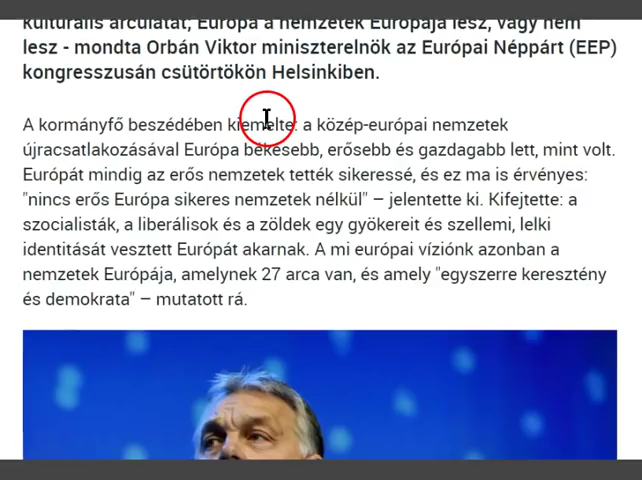 kulturális arculatát; Európa a nemzetek Európája lesz, vagy nem
lesz - mondta Orbán Viktor miniszterelnök az Európai Néppárt (EEP)
kongresszusán csütörtökön Helsinkiben.
A kormányfő beszédében kiemelte: a közép-európai nemzetek
újracsatlakozásával Európa békésebb, erősebb és gazdagabb lett, mint volt.
Európát mindig az erős nemzetek tették sikeressé, és ez ma is érvényes:
"nincs erős Európa sikeres nemzetek nélkül" – jelentette ki. Kifejtette: a
szocialisták, a liberálisok és a zöldek egy gyökereit és szellemi, lelki
identitását vesztett Európát akarnak. A mi európai víziónk azonban a
nemzetek Európája, amelynek 27 arca van, és amely "egyszerre keresztény
és demokrata" – mutatott rá.